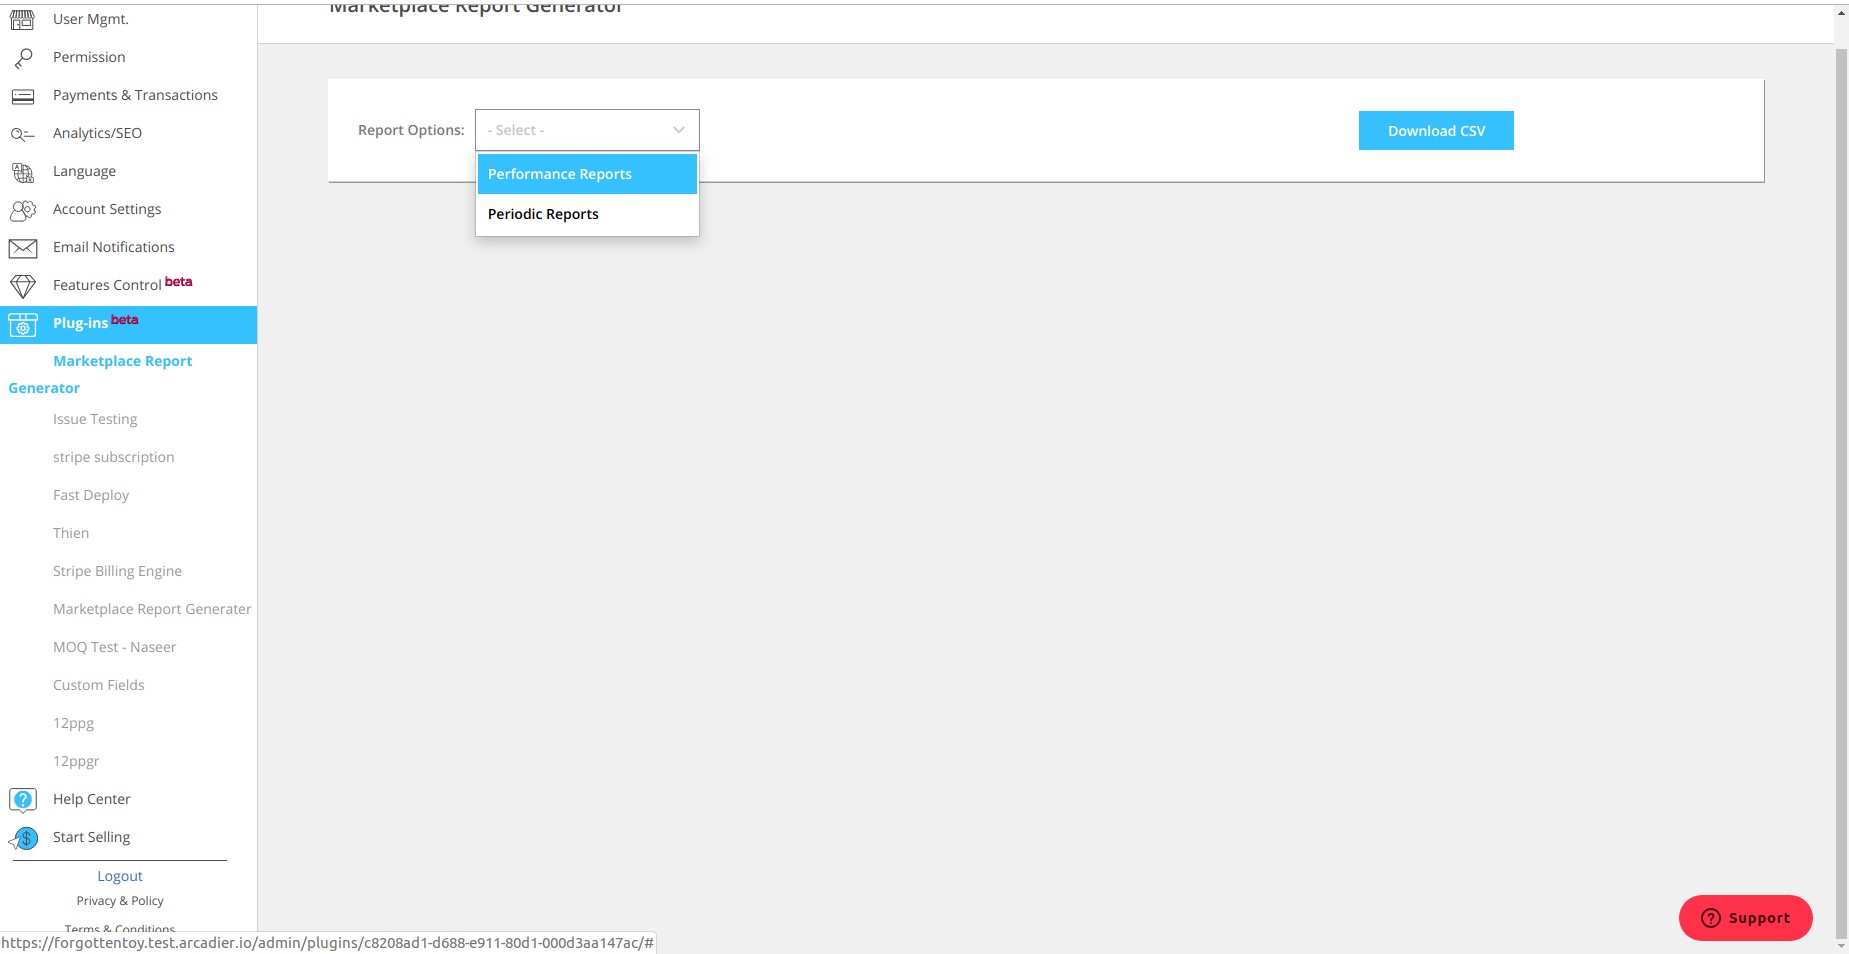 Marketplace Report Generator
User Mgmt.
Permission
Payments & Transactions
Analytics/SEO
Language
Account Settings
Email Notifications
Features Control beta
Plug-ins beta
Marketplace Report
Generator
Issue Testing
stripe subscription
Fast Deploy
Thien
Stripe Billing Engine
Marketplace Report Generater
MOQ Test - Naseer
Custom Fields
12ppg
12ppgr
Help Center
Start Selling
Logout
Privacy & Policy
Terms & Conditions
https://forgottentoy.test.arcadier.io/admin/plugins/c8208ad1-d688-e911-80d1-000d3aa147ac/#
Report Options:
- Select -
Performance Reports
Periodic Reports
Download CSV
Support